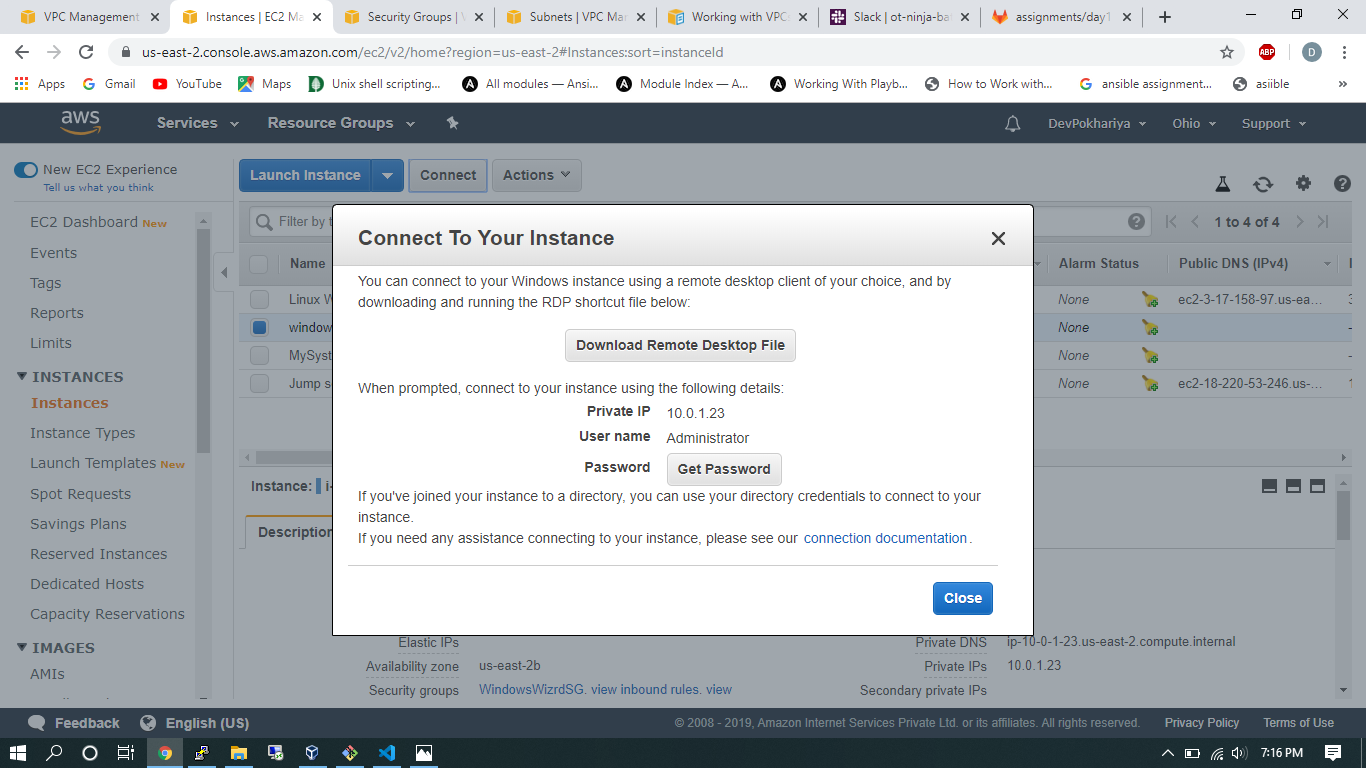 VPC Management
Instances | EC2 Ma
Security Groups | V
Subnets | VPC Mar
Working with VPCs
Slack | ot-ninja-ba
assignments/day1
us-east-2.console.aws.amazon.com/ec2/v2/home?region=us-east-2#Instances:sort=instanceId
ABP
D
Apps
Gmail
YouTube
Maps
Unix shell scripting...
All modules — Ansi...
Module Index — A...
Working With Playb...
How to Work with...
ansible assignment...
asiible
»
aws
Services
Resource Groups
DevPokhariya
Ohio
Support
New EC2 Experience
Tell us what you think
Launch Instance
Connect
Actions
EC2 Dashboard New
Events
Tags
Reports
Limits
INSTANCES
Instances
Instance Types
Launch Templates New
Spot Requests
Savings Plans
Reserved Instances
Dedicated Hosts
Capacity Reservations
IMAGES
AMIs
Filter by t
1 to 4 of 4
Name
Alarm Status
Public DNS (IPv4)
Linux W
None
ec2-3-17-158-97.us-ea...
window
None
-
MySyst
None
-
Jump s
None
ec2-18-220-53-246.us-...
Connect To Your Instance
You can connect to your Windows instance using a remote desktop client of your choice, and by
downloading and running the RDP shortcut file below:
Download Remote Desktop File
When prompted, connect to your instance using the following details:
Private IP 10.0.1.23
User name Administrator
Password Get Password
If you've joined your instance to a directory, you can use your directory credentials to connect to your
instance.
If you need any assistance connecting to your instance, please see our connection documentation.
Close
Instance: i-
Description
Elastic IPs
Private DNS ip-10-0-1-23.us-east-2.compute.internal
Availability zone us-east-2b
Private IPs 10.0.1.23
Security groups WindowsWizrdSG. view inbound rules. view
Secondary private IPs
Feedback
English (US)
© 2008 - 2019, Amazon Internet Services Private Ltd. or its affiliates. All rights reserved.
Privacy Policy
Terms of Use
7:16 PM